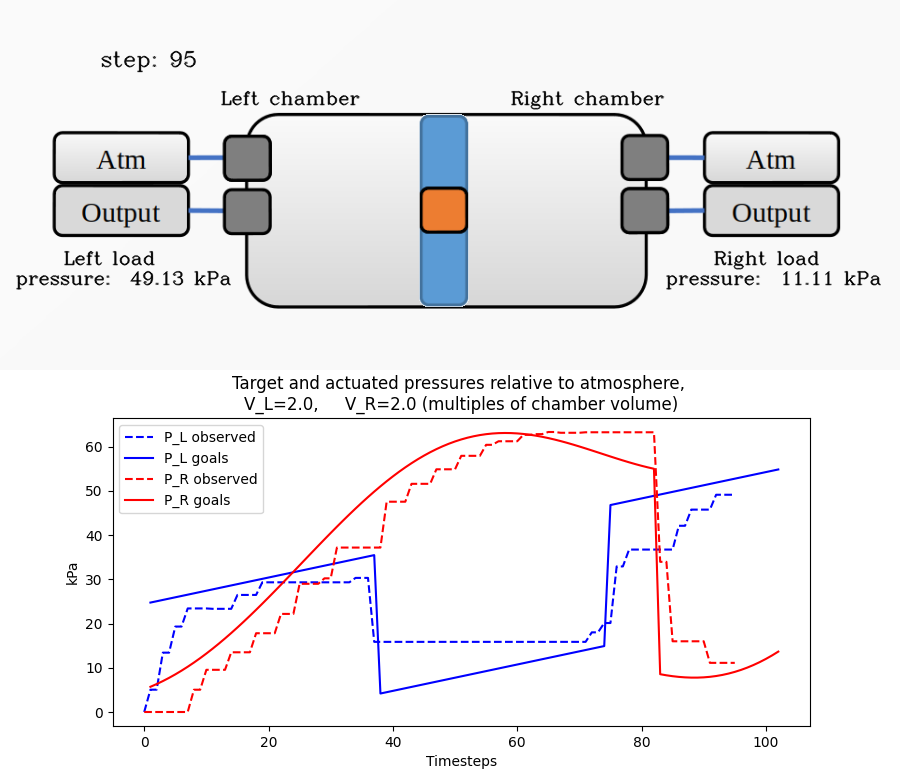 step: 95
Left chamber
Right chamber
Atm
Atm
Output
Output
Left load
pressure: 49.13 kPa
Right load
pressure: 11.11 kPa
Target and actuated pressures relative to atmosphere,
V_L=2.0, V_R=2.0 (multiples of chamber volume)
P_L observed
P_L goals
P_R observed
P_R goals
kPa
60
50
40
30
20
10
0
0 20 40 60 80 100
Timesteps